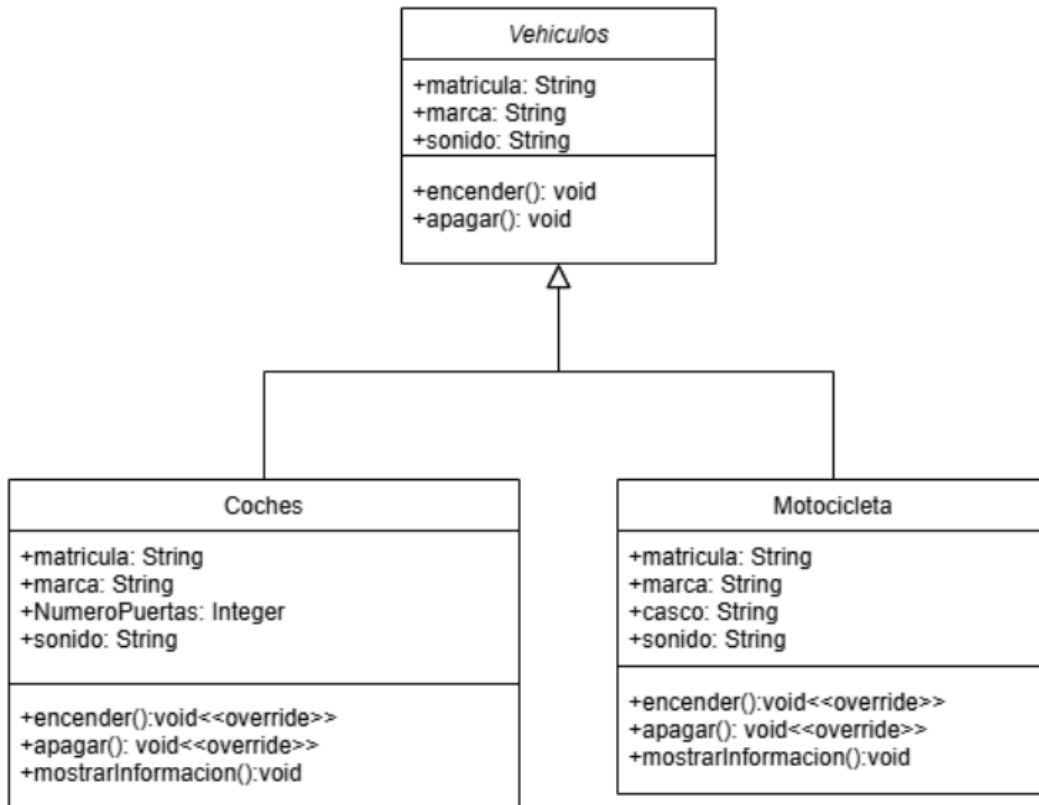 Vehiculos
+matricula: String
+marca: String
+sonido: String
+encender(): void
+apagar(): void
Coches
+matricula: String
+marca: String
+NumeroPuertas: Integer
+sonido: String
+encender():void<<override>>
+apagar(): void<<override>>
+mostrarInformacion():void
Motocicleta
+matricula: String
+marca: String
+casco: String
+sonido: String
+encender():void<<override>>
+apagar(): void<<override>>
+mostrarInformacion():void